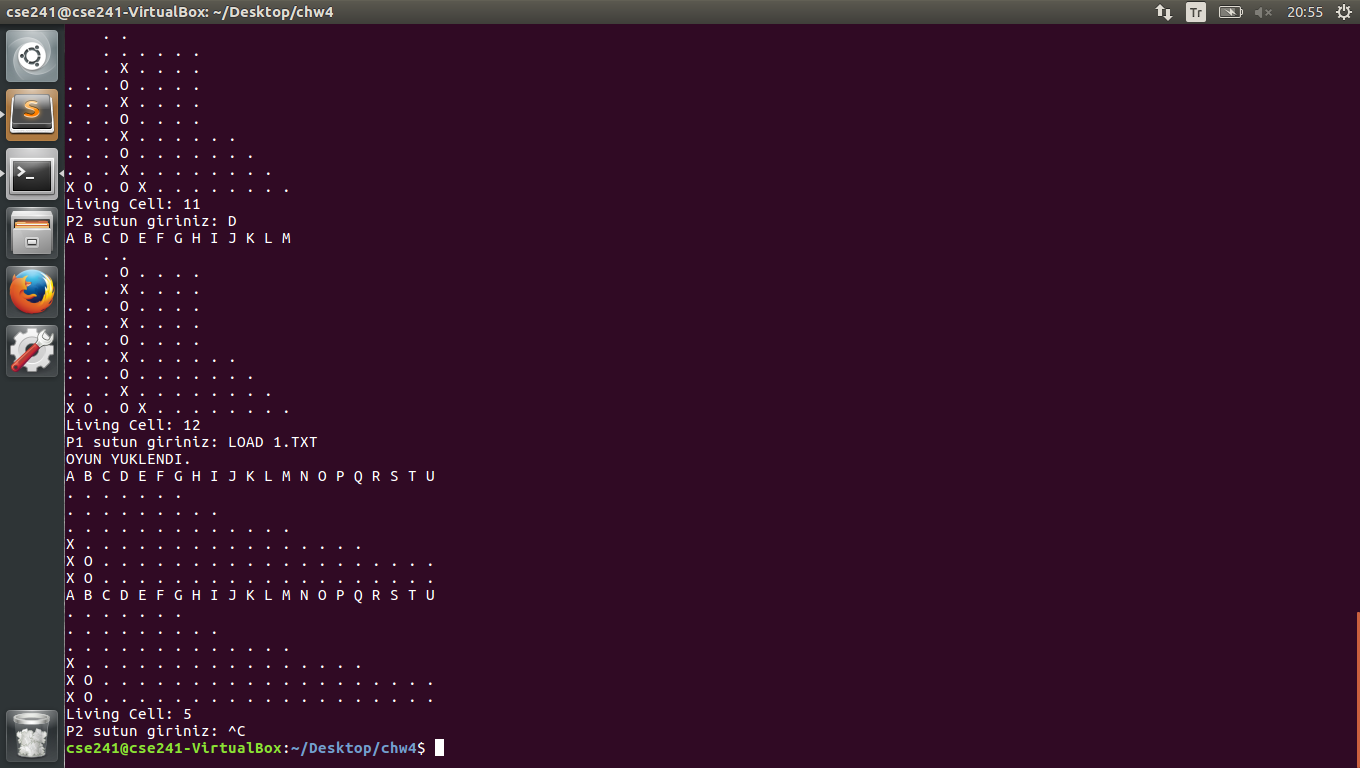 cse241@cse241-VirtualBox: ~/Desktop/chw4 Tr 20:55
    . .
    . . . . . .
    . X . . . .
. . . O . . . .
. . . X . . . .
. . . O . . . .
. . . X . . . . . .
. . . O . . . . . . .
. . . X . . . . . . . .
X O . O X . . . . . . . .
Living Cell: 11
P2 sutun giriniz: D
A B C D E F G H I J K L M
    . .
    . O . . . .
    . X . . . .
. . . O . . . .
. . . X . . . .
. . . O . . . .
. . . X . . . . . .
. . . O . . . . . . .
. . . X . . . . . . . .
X O . O X . . . . . . . .
Living Cell: 12
P1 sutun giriniz: LOAD 1.TXT
OYUN YUKLENDI.
A B C D E F G H I J K L M N O P Q R S T U
. . . . . . .
. . . . . . . . .
. . . . . . . . . . . . .
X . . . . . . . . . . . . . . . .
X O . . . . . . . . . . . . . . . . . . .
X O . . . . . . . . . . . . . . . . . . .
A B C D E F G H I J K L M N O P Q R S T U
. . . . . . .
. . . . . . . . .
. . . . . . . . . . . . .
X . . . . . . . . . . . . . . . .
X O . . . . . . . . . . . . . . . . . . .
X O . . . . . . . . . . . . . . . . . . .
Living Cell: 5
P2 sutun giriniz: ^C
cse241@cse241-VirtualBox:~/Desktop/chw4$